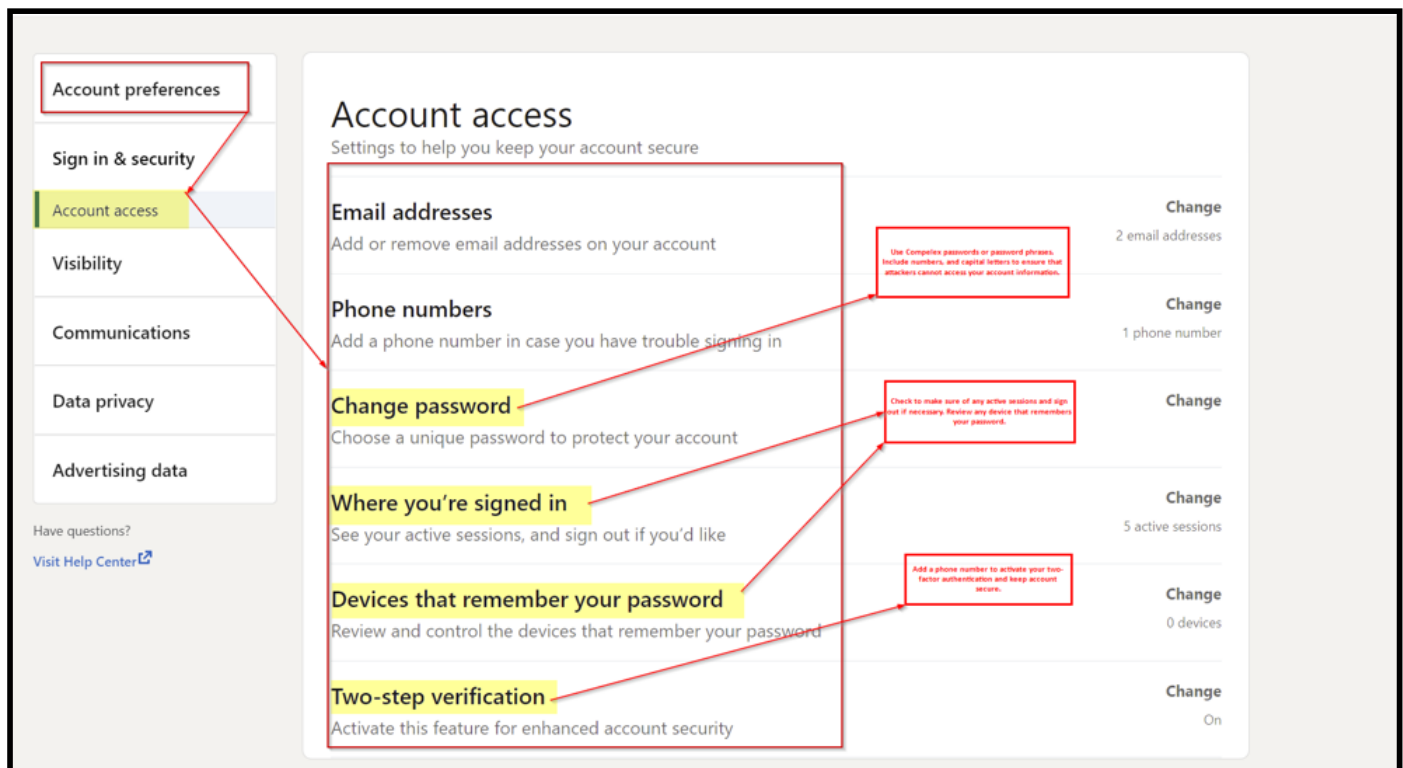 Account preferences
Sign in & security
Account access
Visibility
Communications
Data privacy
Advertising data
Have questions?
Visit Help Center
Account access
Settings to help you keep your account secure
Email addresses
Add or remove email addresses on your account
Change
2 email addresses
Use Compelex passwords or password phrases.
Include numbers, and capital letters to ensure that
attackers cannot access your account information.
Phone numbers
Add a phone number in case you have trouble signing in
Change
1 phone number
Change password
Choose a unique password to protect your account
Change
Check to make sure of any active sessions and sign
out if necessary. Review any device that remembers
your password.
Where you're signed in
See your active sessions, and sign out if you'd like
Change
5 active sessions
Devices that remember your password
Review and control the devices that remember your password
Change
0 devices
Add a phone number to activate your two-
factor authentication and keep account
secure.
Two-step verification
Activate this feature for enhanced account security
Change
On